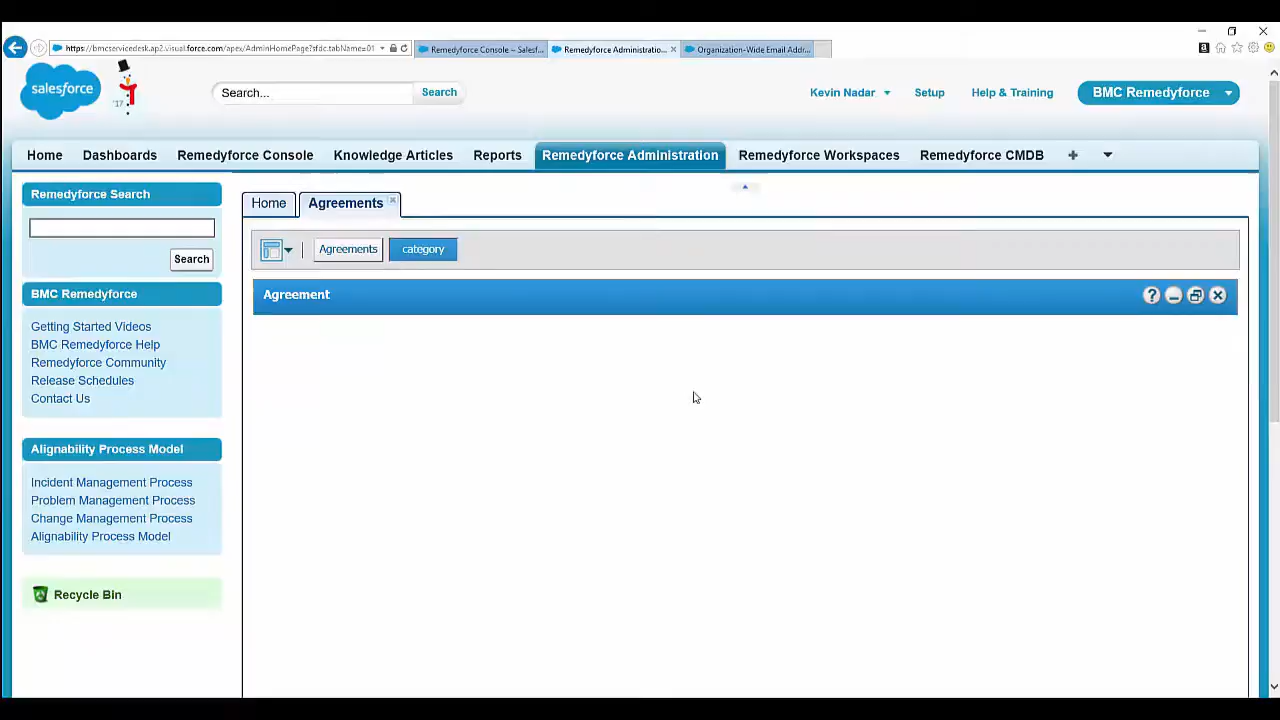 https://bmcservicedesk.ap2.visual.force.com/apex/AdminHomePage?sfdc.tabName=01
Remedyforce Console ~ Salesf...
Remedyforce Administratio...
Organization-Wide Email Addr...
salesforce
'17
Search...
Search
Kevin Nadar
Setup
Help & Training
BMC Remedyforce
Home
Dashboards
Remedyforce Console
Knowledge Articles
Reports
Remedyforce Administration
Remedyforce Workspaces
Remedyforce CMDB
Remedyforce Search
Search
BMC Remedyforce
Getting Started Videos
BMC Remedyforce Help
Remedyforce Community
Release Schedules
Contact Us
Alignability Process Model
Incident Management Process
Problem Management Process
Change Management Process
Alignability Process Model
Recycle Bin
Home
Agreements
Agreements
category
Agreement